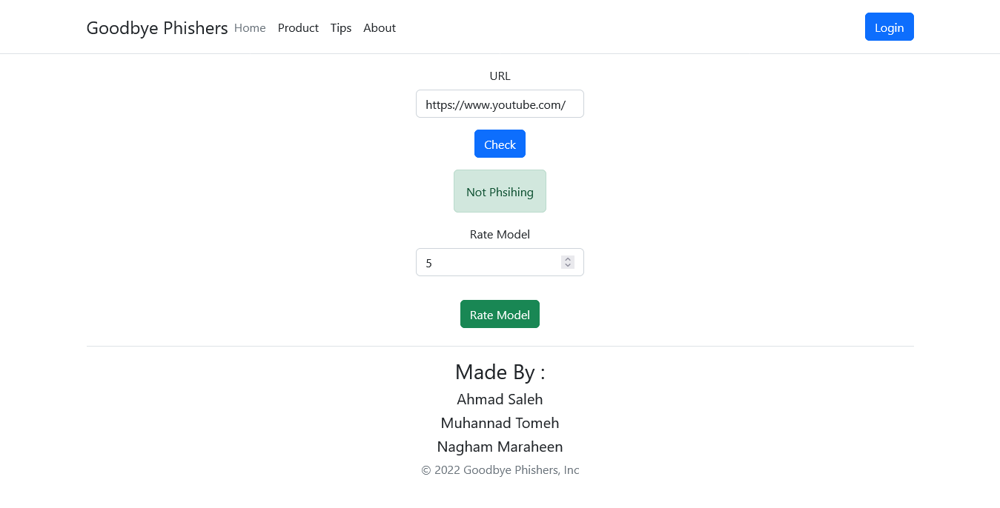 Goodbye Phishers Home Product Tips About Login
URL
https://www.youtube.com/
Check
Not Phsihing
Rate Model
5
Rate Model
Made By :
Ahmad Saleh
Muhannad Tomeh
Nagham Maraheen
© 2022 Goodbye Phishers, Inc